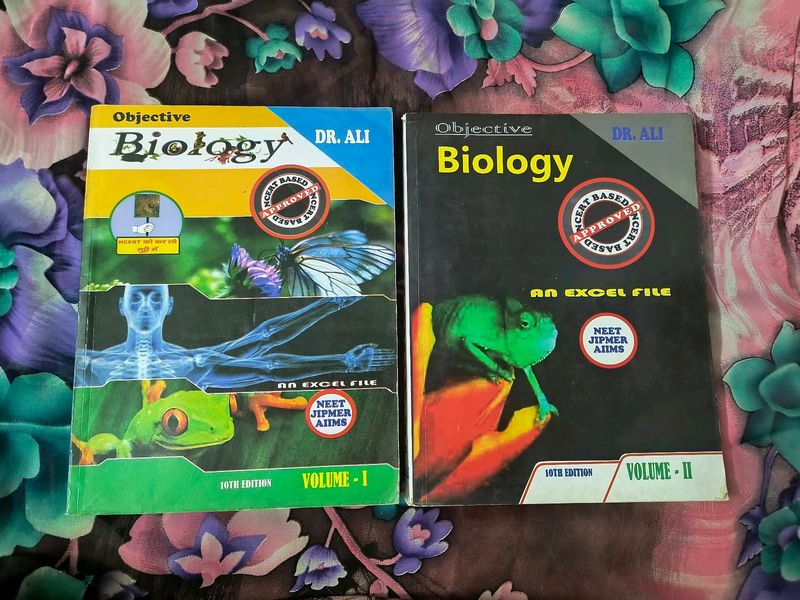 Objective
Biology
DR. ALI
NCERT BASED
APPROVED
NCERT BASED
NCERT को कर लो
मुट्ठी में
AN EXCEL FILE
NEET
JIPMER
AIIMS
10TH EDITION
VOLUME - I
Objective
Biology
DR. ALI
NCERT BASED
APPROVED
NCERT BASED
AN EXCEL FILE
NEET
JIPMER
AIIMS
10TH EDITION
VOLUME - II